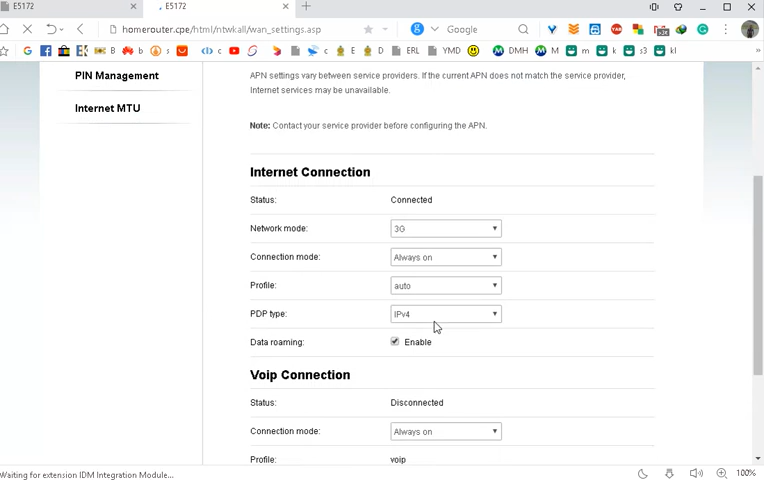 E5172
E5172
homerouter.cpe/html/ntwkall/wan_settings.asp
Google
B
b
s
c
c
E
D
ERL
YMD
DMH
M
m
k
s3
kl
PIN Management
Internet MTU
APN settings vary between service providers. If the current APN does not match the service provider,
Internet services may be unavailable.
Note: Contact your service provider before configuring the APN.
Internet Connection
Status: Connected
Network mode: 3G
Connection mode: Always on
Profile: auto
PDP type: IPv4
Data roaming: Enable
Voip Connection
Status: Disconnected
Connection mode: Always on
Profile: voip
Waiting for extension IDM Integration Module...
100%